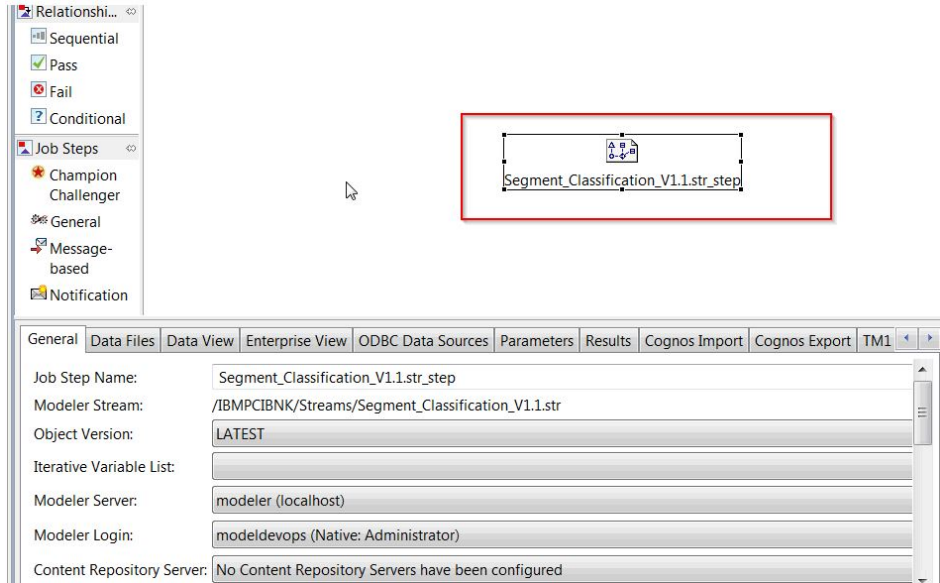 Relationshi...
Sequential
Pass
Fail
Conditional
Job Steps
Champion
Challenger
General
Message-
based
Notification
Segment_Classification_V1.1.str_step
General Data Files Data View Enterprise View ODBC Data Sources Parameters Results Cognos Import Cognos Export TM1
Job Step Name: Segment_Classification_V1.1.str_step
Modeler Stream: /IBMPCIBNK/Streams/Segment_Classification_V1.1.str
Object Version: LATEST
Iterative Variable List:
Modeler Server: modeler (localhost)
Modeler Login: modeldevops (Native: Administrator)
Content Repository Server: No Content Repository Servers have been configured